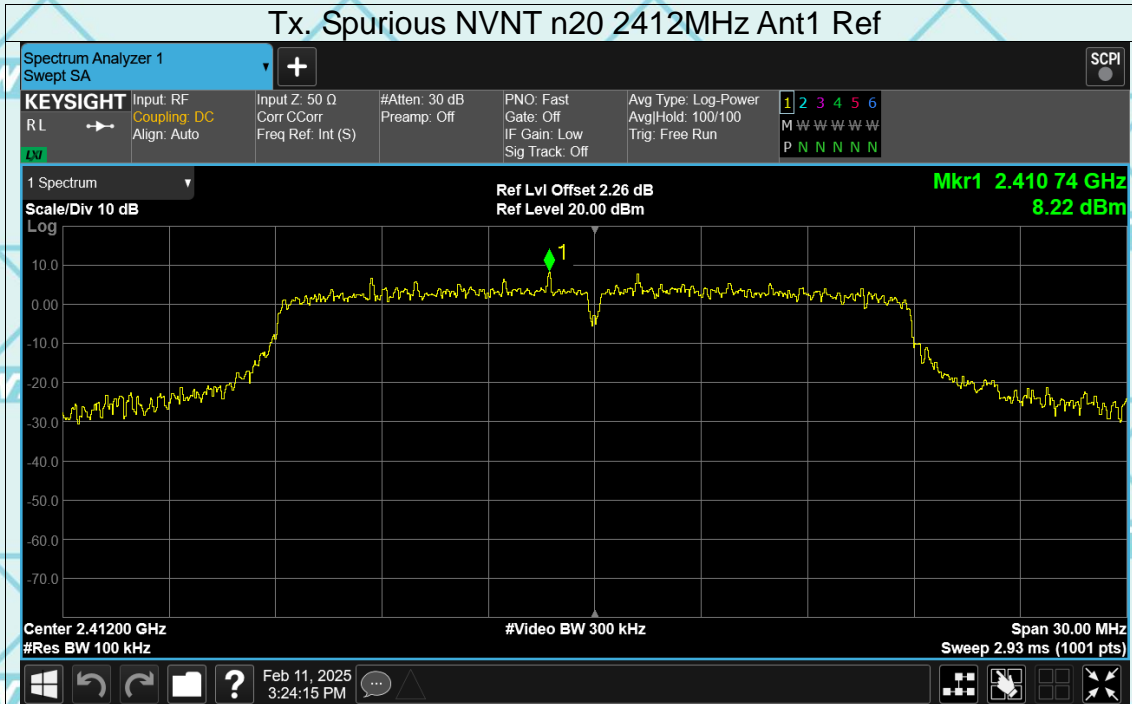 Tx. Spurious NVNT n20 2412MHz Ant1 Ref
Spectrum Analyzer 1
Swept SA
+
SCPI
KEYSIGHT
RL
LXI
Input: RF
Coupling: DC
Align: Auto
Input Z: 50 Ω
Corr CCorr
Freq Ref: Int (S)
#Atten: 30 dB
Preamp: Off
PNO: Fast
Gate: Off
IF Gain: Low
Sig Track: Off
Avg Type: Log-Power
Avg|Hold: 100/100
Trig: Free Run
1 2 3 4 5 6
M W W W W W
P N N N N N
1 Spectrum
Scale/Div 10 dB
Ref Lvl Offset 2.26 dB
Ref Level 20.00 dBm
Mkr1 2.410 74 GHz
8.22 dBm
Log
1
10.0
0.00
-10.0
-20.0
-30.0
-40.0
-50.0
-60.0
-70.0
Center 2.41200 GHz
#Video BW 300 kHz
Span 30.00 MHz
#Res BW 100 kHz
Sweep 2.93 ms (1001 pts)
?
Feb 11, 2025
3:24:15 PM